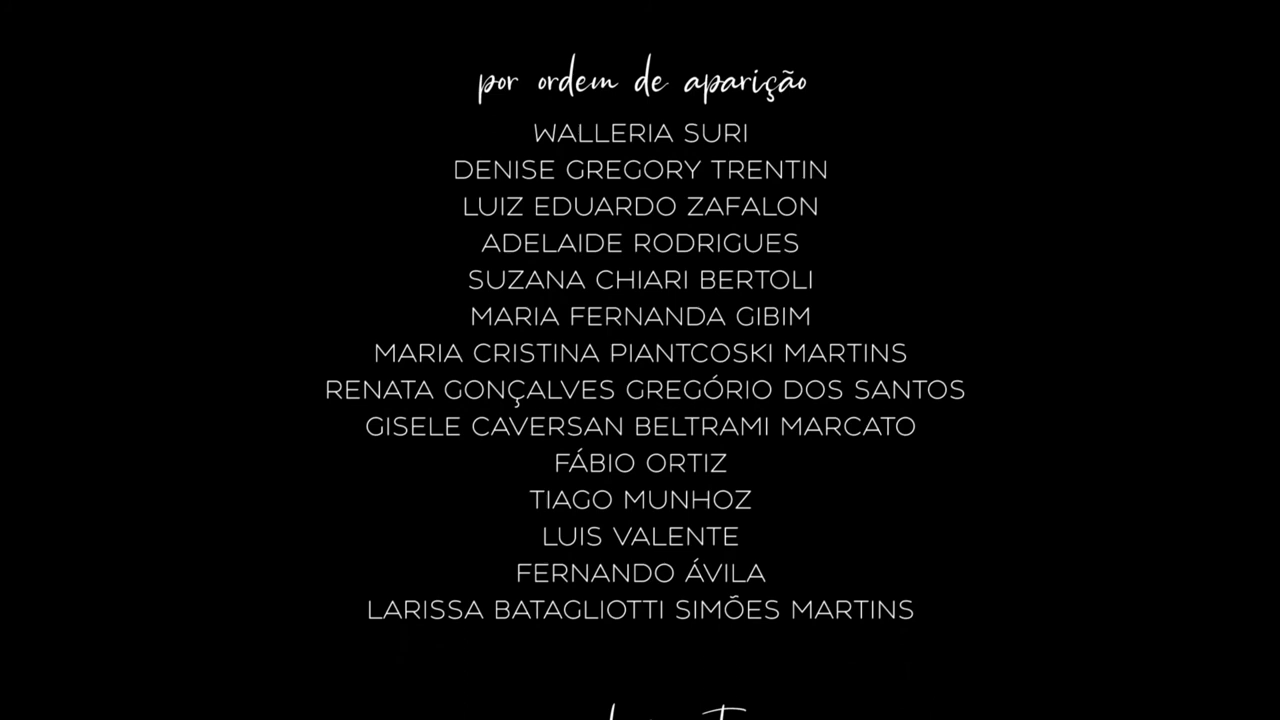 por ordem de aparição
WALLERIA SURI
DENISE GREGORY TRENTIN
LUIZ EDUARDO ZAFALON
ADELAIDE RODRIGUES
SUZANA CHIARI BERTOLI
MARIA FERNANDA GIBIM
MARIA CRISTINA PIANTCOSKI MARTINS
RENATA GONÇALVES GREGÓRIO DOS SANTOS
GISELE CAVERSAN BELTRAMI MARCATO
FÁBIO ORTIZ
TIAGO MUNHOZ
LUIS VALENTE
FERNANDO ÁVILA
LARISSA BATAGLIOTTI SIMÕES MARTINS